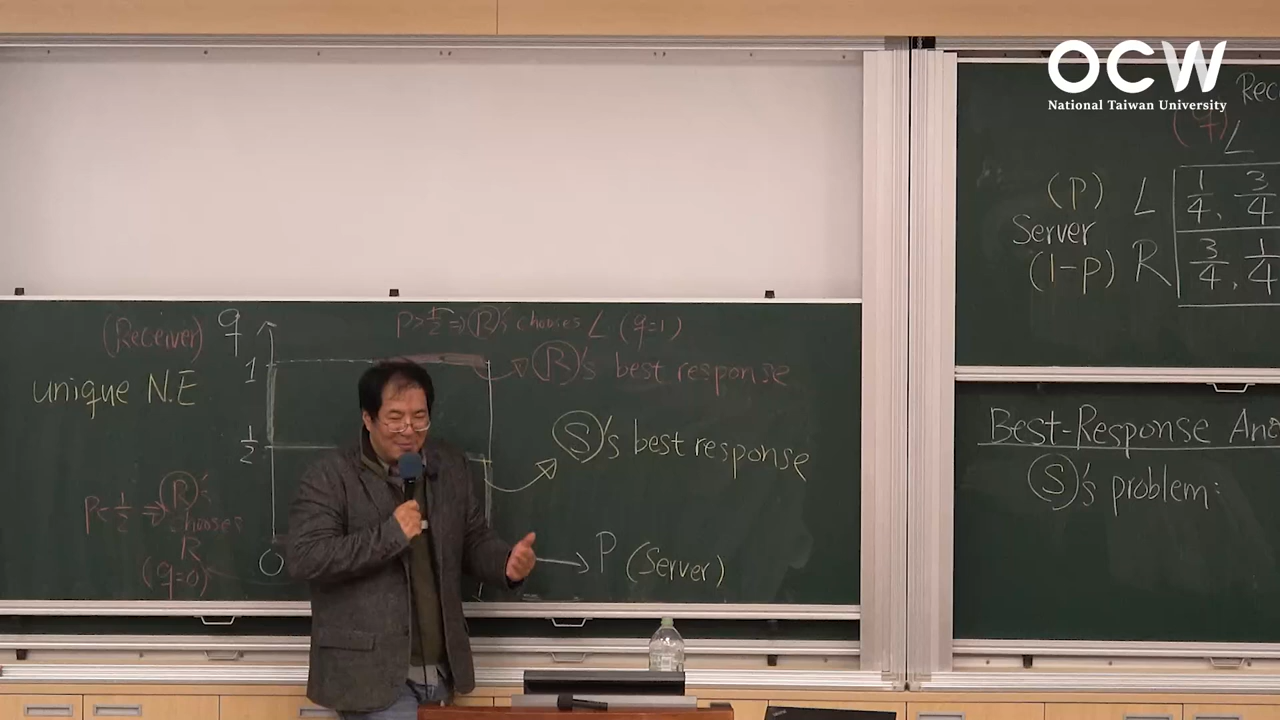 OCW
National Taiwan University
(Receiver) q
1
unique N.E
1/2
p<1/2 ⇒ (R)'s
chooses
R
(q=0)
0
p>1/2 ⇒ (R)'s chooses L (q=1)
(R)'s best response
(S)'s best response
P (Server)
(q)
L
(P) L 1/4, 3/4
Server
(1-p) R 3/4, 1/4
Best-Response
(S)'s problem: